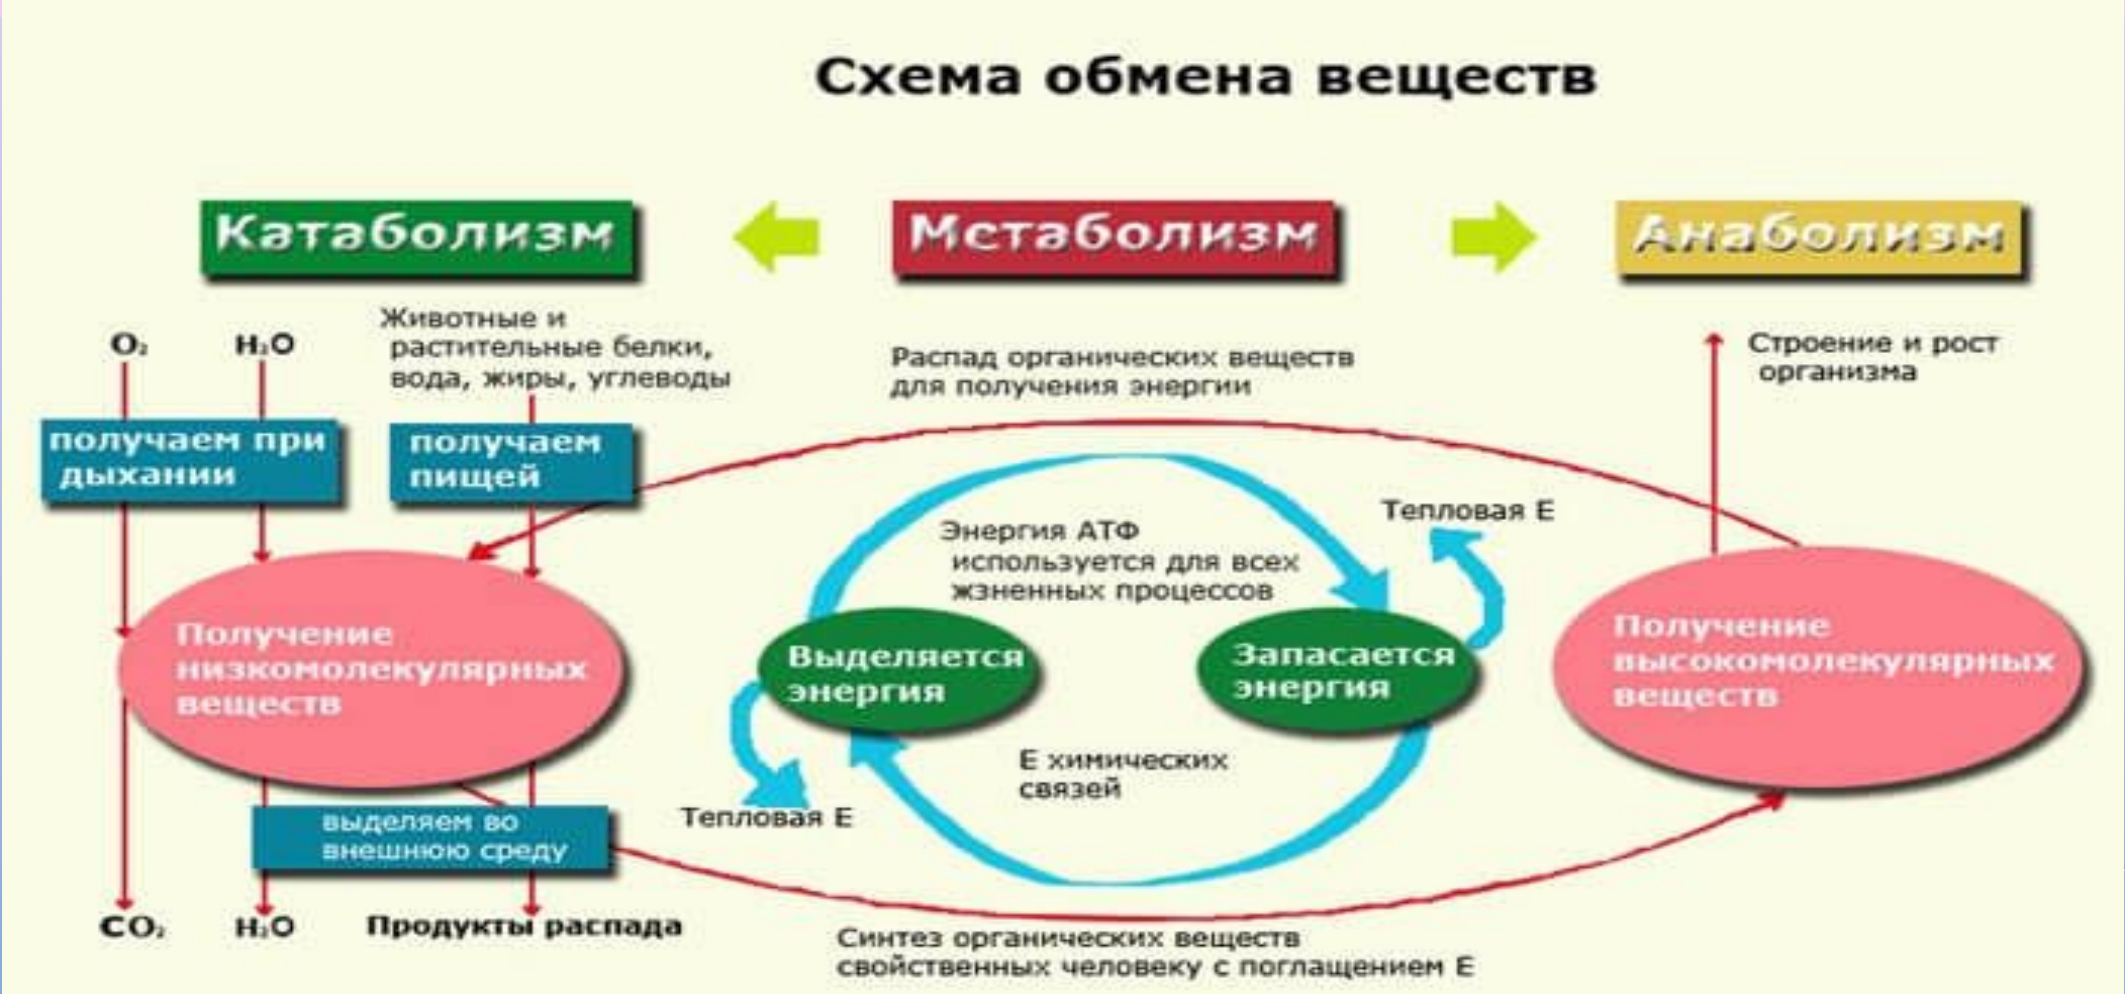 Схема обмена веществ
Катаболизм
Метаболизм
Анаболизм
O₂
H₂O
Животные и
растительные белки,
вода, жиры, углеводы
Распад органических веществ
для получения энергии
Строение и рост
организма
получаем при
дыхании
получаем
пищей
Тепловая Е
Энергия АТФ
используется для всех
жзненных процессов
Получение
низкомолекулярных
веществ
Выделяется
энергия
Запасается
энергия
Получение
высокомолекулярных
веществ
Е химических
связей
Тепловая Е
выделяем во
внешнюю среду
CO₂
H₂O
Продукты распада
Синтез органических веществ
свойственных человеку с поглащением Е